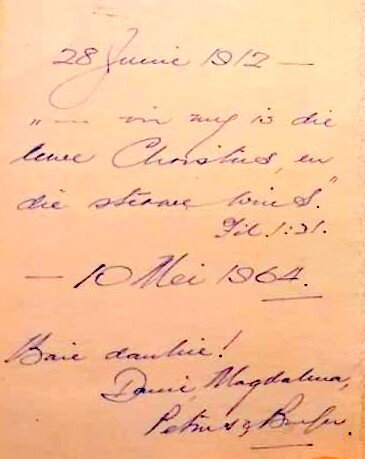 28 Junie 1912 —
"— vir my is die
lewe Christus, en
die sterwe wins."
Fil. 1:21.
— 10 Mei 1964.
Baie dankie!
Danie, Magdalena,
Petrus &